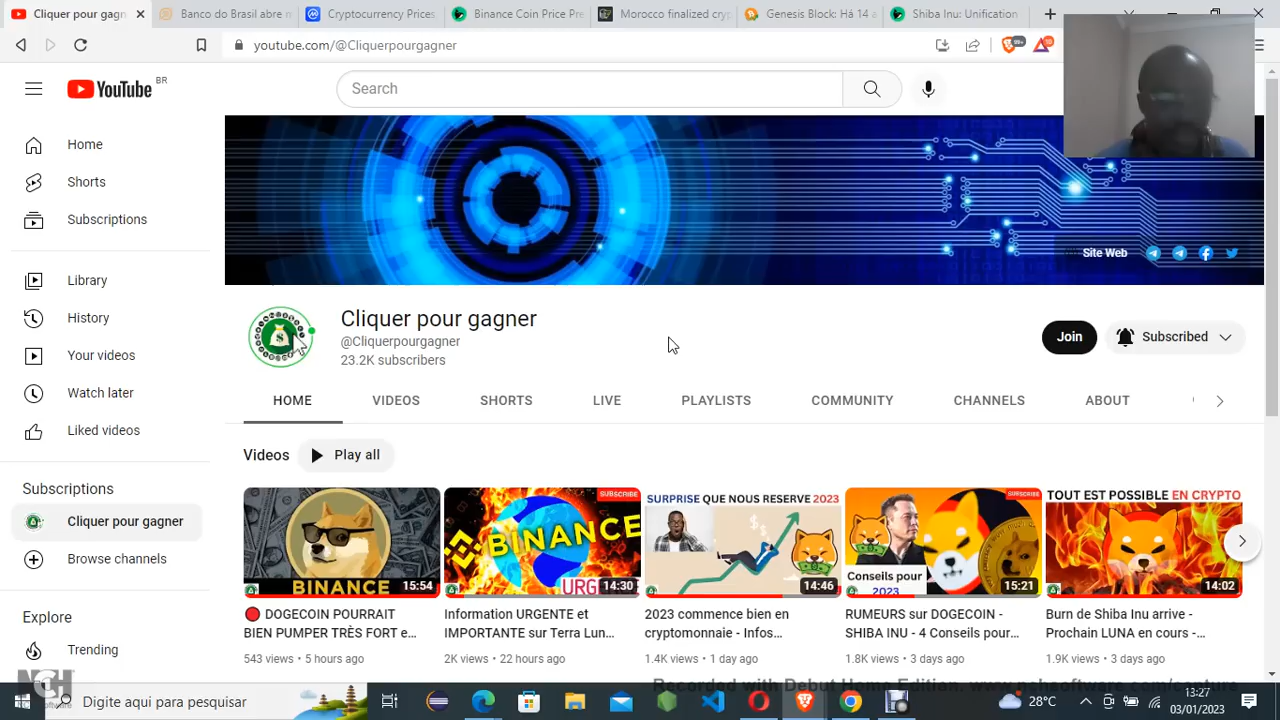 Cliquer pour gagn
Banco do Brasil abre n
Cryptocurrency Prices,
Binance Coin Price Pre
Morocco finalized cryp
Genesis Block: Há 14 a
Shiba Inu: Unification
youtube.com/@Cliquerpourgagner
99+
YouTube BR
Search
Home
Shorts
Subscriptions
Library
History
Your videos
Watch later
Liked videos
Subscriptions
Cliquer pour gagner
Browse channels
Explore
Trending
Site Web
Cliquer pour gagner
@Cliquerpourgagner
23.2K subscribers
Join
Subscribed
HOME
VIDEOS
SHORTS
LIVE
PLAYLISTS
COMMUNITY
CHANNELS
ABOUT
Videos
Play all
BINANCE
15:54
🔴 DOGECOIN POURRAIT
BIEN PUMPER TRÈS FORT e...
543 views • 5 hours ago
SUBSCRIBE
BINANCE
URG
14:30
Information URGENTE et
IMPORTANTE sur Terra Lun...
2K views • 22 hours ago
SURPRISE QUE NOUS RESERVE 2023
14:46
2023 commence bien en
cryptomonnaie - Infos...
1.4K views • 1 day ago
SUBSCRIBE
Conseils pour
2023
15:21
RUMEURS sur DOGECOIN -
SHIBA INU - 4 Conseils pour...
1.8K views • 3 days ago
TOUT EST POSSIBLE EN CRYPTO
14:02
Burn de Shiba Inu arrive -
Prochain LUNA en cours -...
1.9K views • 3 days ago
NCH
Software
Recorded with Debut Home Edition. www.nchsoftware.com/capture
Digite aqui para pesquisar
28°C
13:27
03/01/2023